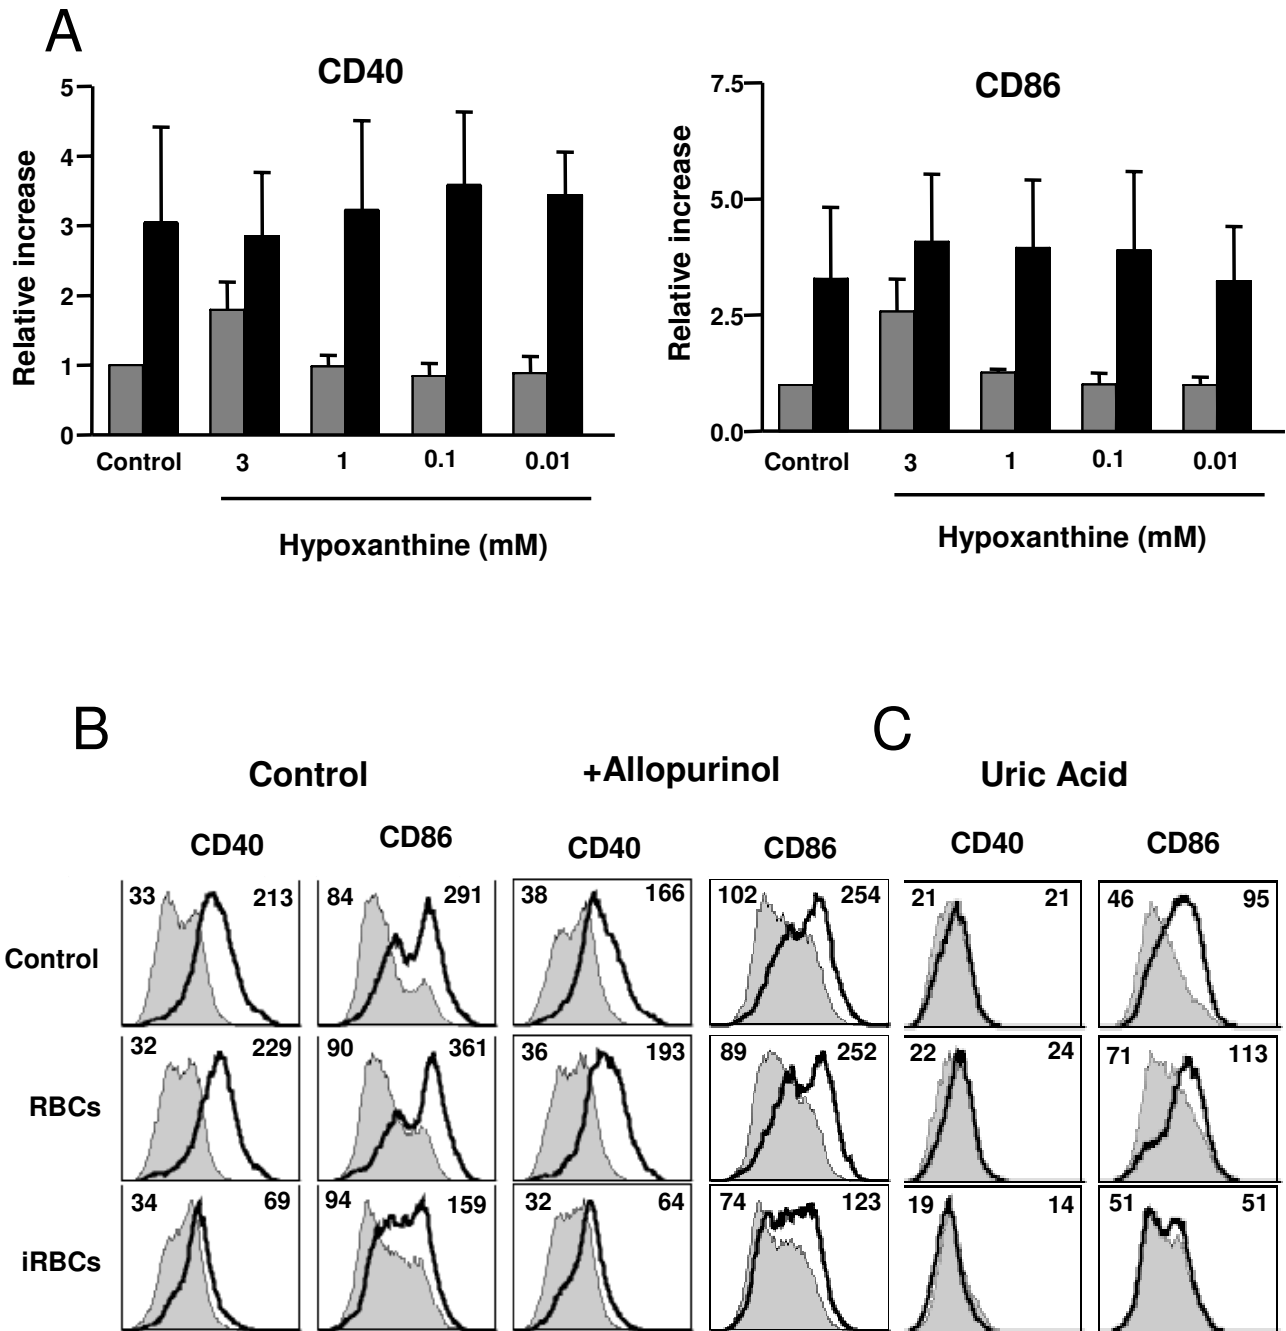 A
CD40
CD86
Relative increase
5
4
3
2
1
0
Control 3 1 0.1 0.01
Hypoxanthine (mM)
Relative increase
7.5
5.0
2.5
0.0
Control 3 1 0.1 0.01
Hypoxanthine (mM)
B
C
Control +Allopurinol Uric Acid
CD40 CD86 CD40 CD86 CD40 CD86
Control 33 213 84 291 38 166 102 254 21 21 46 95
RBCs 32 229 90 361 36 193 89 252 22 24 71 113
iRBCs 34 69 94 159 32 64 74 123 19 14 51 51